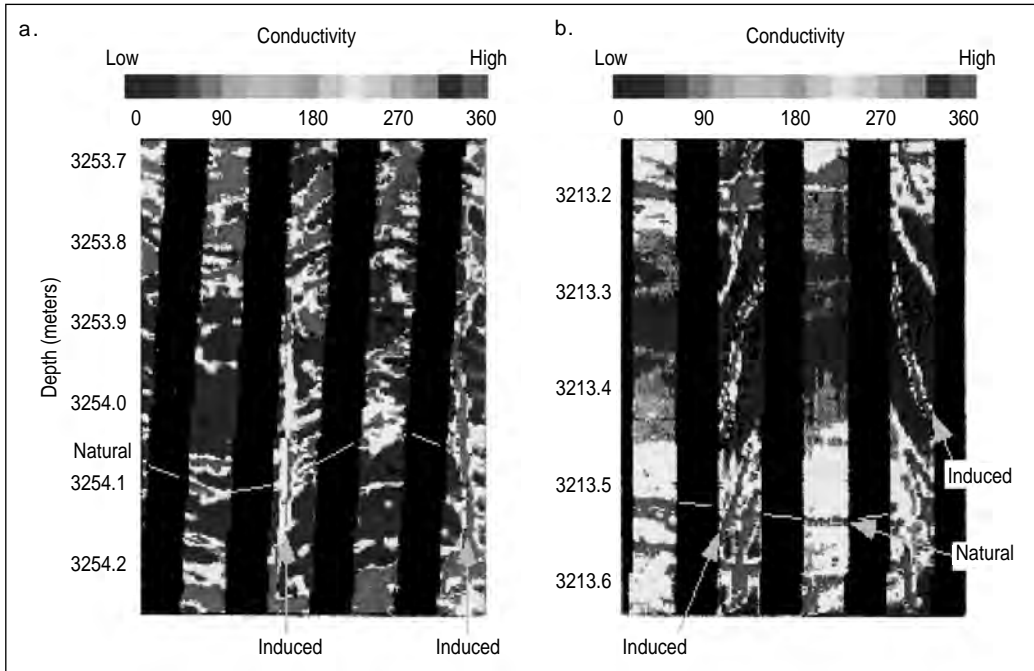 a.
Conductivity
Low High
0 90 180 270 360
Depth (meters)
3253.7
3253.8
3253.9
3254.0
Natural
3254.1
3254.2
Induced Induced
b.
Conductivity
Low High
0 90 180 270 360
3213.2
3213.3
3213.4
Induced
3213.5
Natural
3213.6
Induced